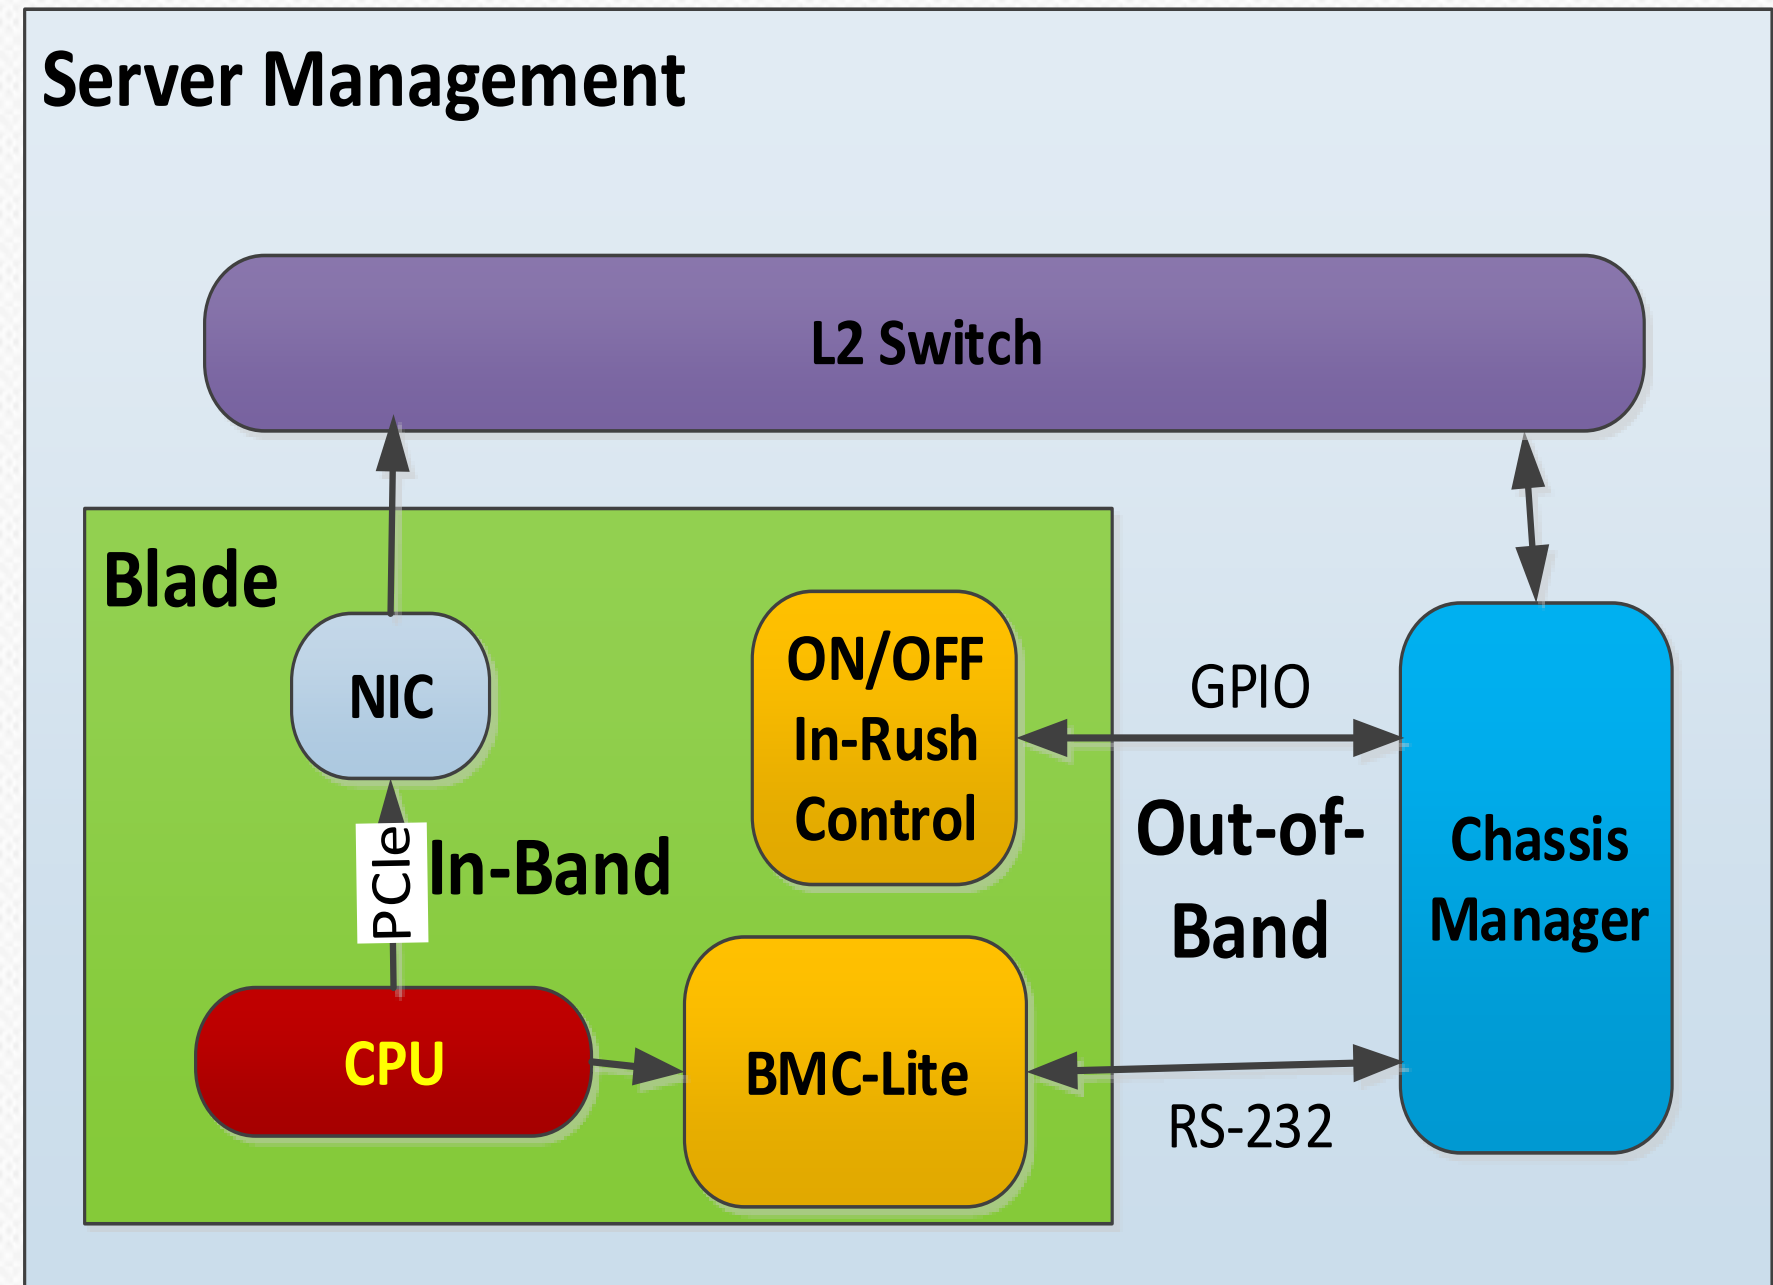 Server Management
L2 Switch
Blade
NIC
ON/OFF
In-Rush
Control
GPIO
PCIe
In-Band
Out-of-
Band
Chassis
Manager
CPU
BMC-Lite
RS-232